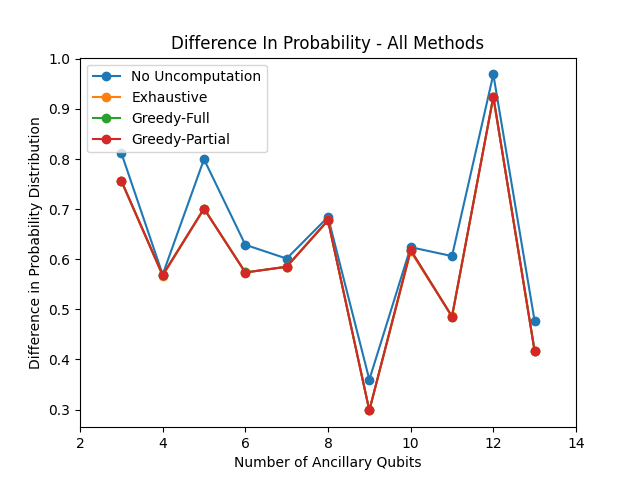 Difference In Probability - All Methods
No Uncomputation
Exhaustive
Greedy-Full
Greedy-Partial
Difference in Probability Distribution
1.0
0.9
0.8
0.7
0.6
0.5
0.4
0.3
2 4 6 8 10 12 14
Number of Ancillary Qubits